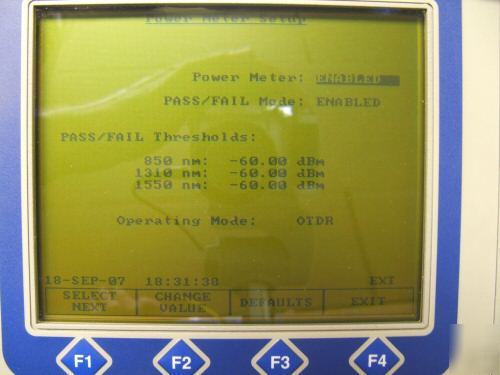 Power Meter Setup
Power Meter: ENABLED
PASS/FAIL Mode: ENABLED
PASS/FAIL Thresholds:
850 nm: -60.00 dBm
1310 nm: -60.00 dBm
1550 nm: -60.00 dBm
Operating Mode: OTDR
18-SEP-07 18:31:38 EXT
SELECT NEXT CHANGE VALUE DEFAULTS EXIT
F1 F2 F3 F4